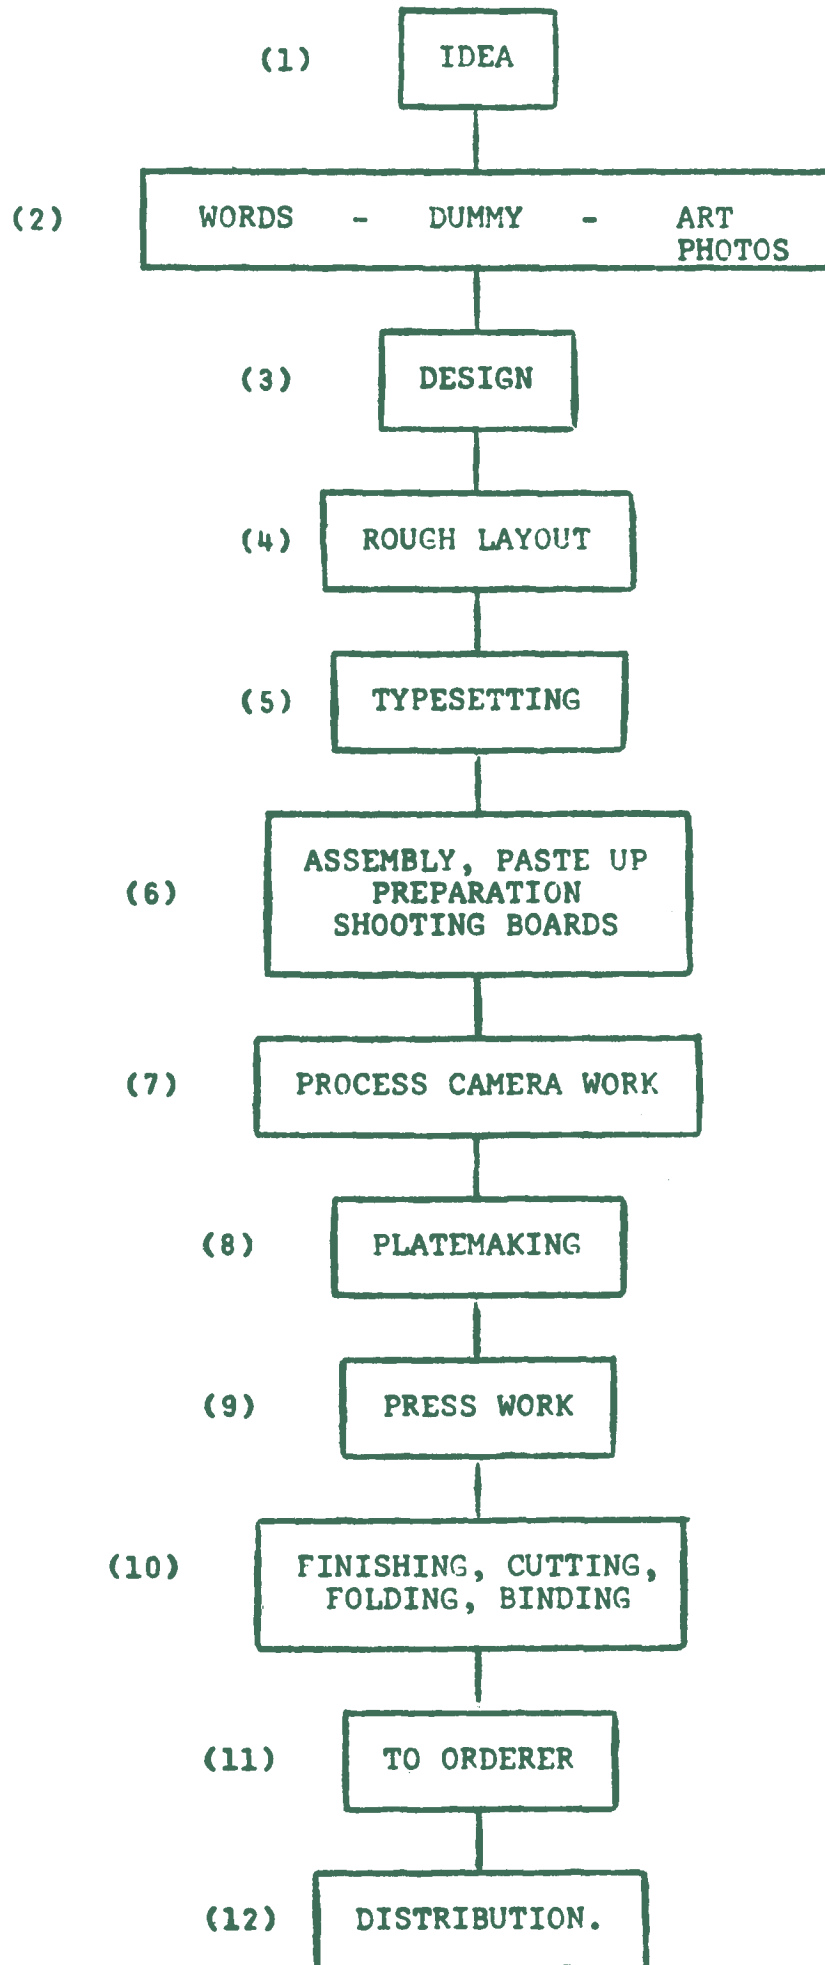 (1) IDEA
(2) WORDS - DUMMY - ART
PHOTOS
(3) DESIGN
(4) ROUGH LAYOUT
(5) TYPESETTING
ASSEMBLY, PASTE UP
(6) PREPARATION
SHOOTING BOARDS
(7) PROCESS CAMERA WORK
(8) PLATEMAKING
(9) PRESS WORK
(10) FINISHING, CUTTING,
FOLDING, BINDING
(11) TO ORDERER
(12) DISTRIBUTION.